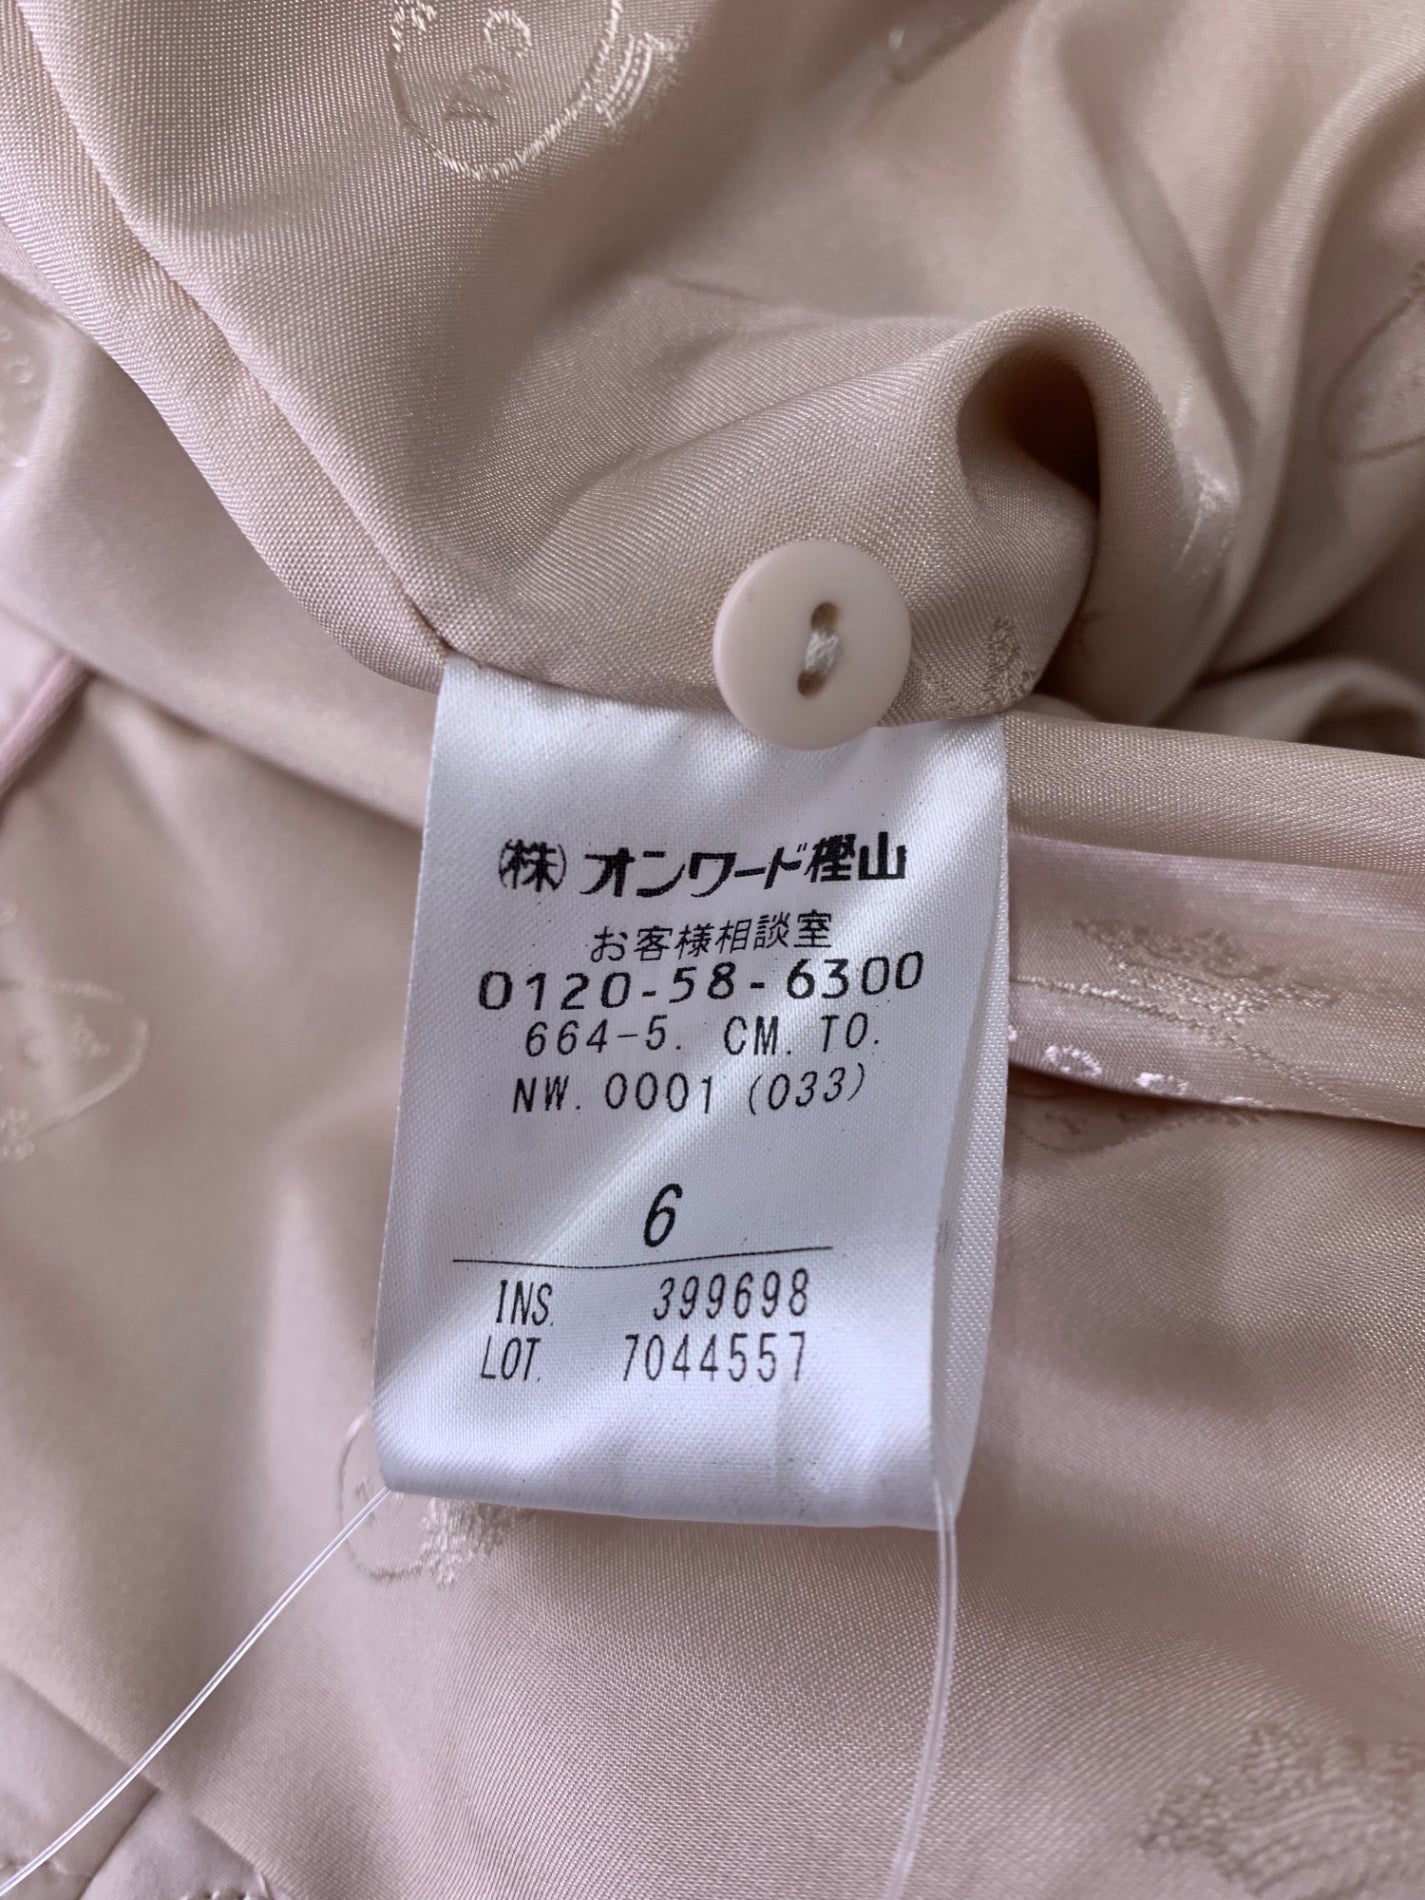 (株)オンワード樫山
お客様相談室
0120-58-6300
664-5. CM. TO.
NW. 0001 (033)
6
INS. 399698
LOT. 7044557